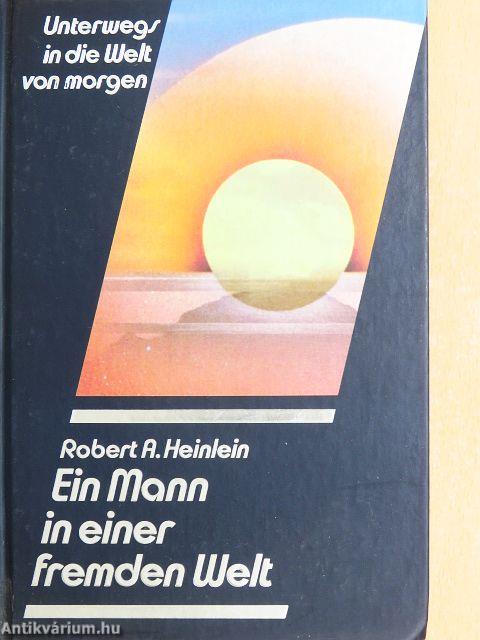 Unterwegs
in die Welt
von morgen
Robert A. Heinlein
Ein Mann
in einer
fremden Welt
Antikvárium.hu